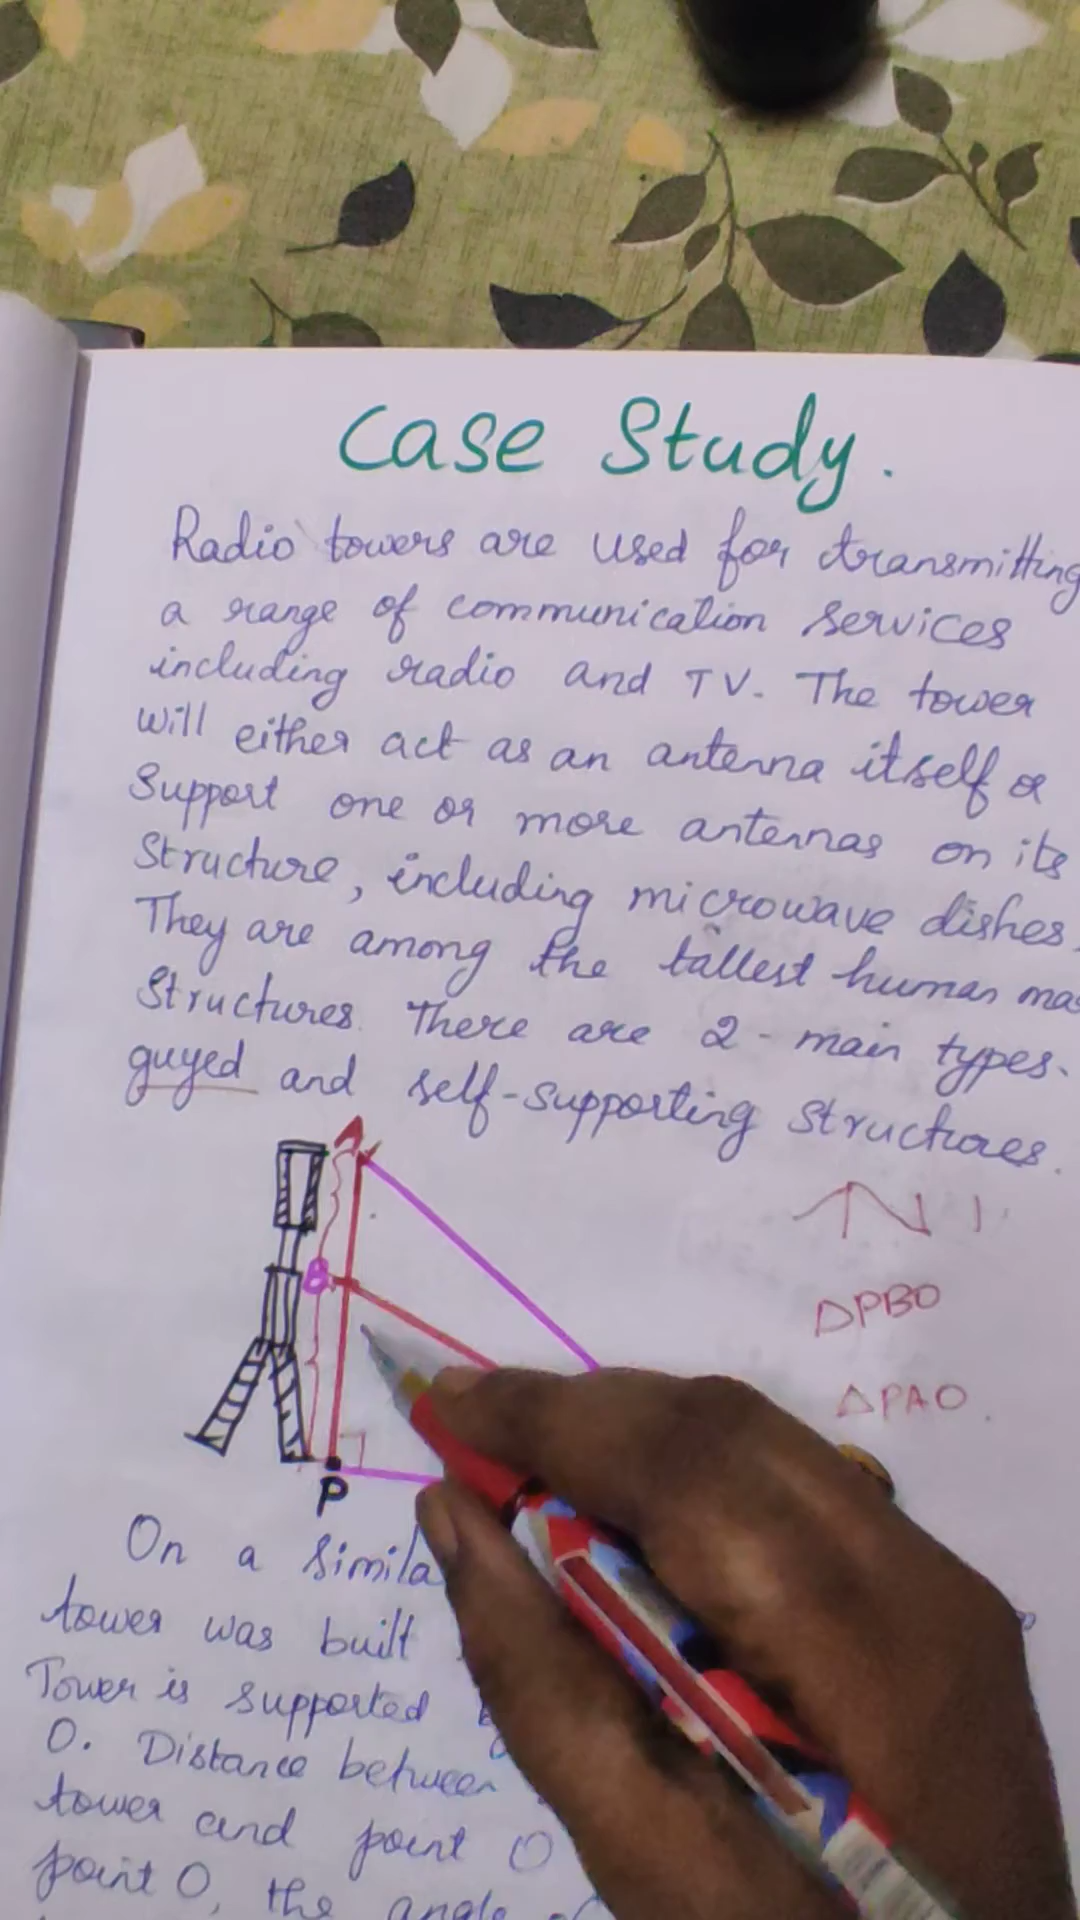 Case Study.
Radio towers are used for transmitting
a range of communication services
including radio and TV. The tower
will either act as an antenna itself or
Support one or more antennas on its
Structure, including microwave dishes.
They are among the tallest human
Structures. There are 2 - main types.
guyed and self-supporting structures.
A
B
ΔPBO
ΔPAO
P
On a
tower was built
Tower is supported
O. Distance between
tower and point O
point O, the angle